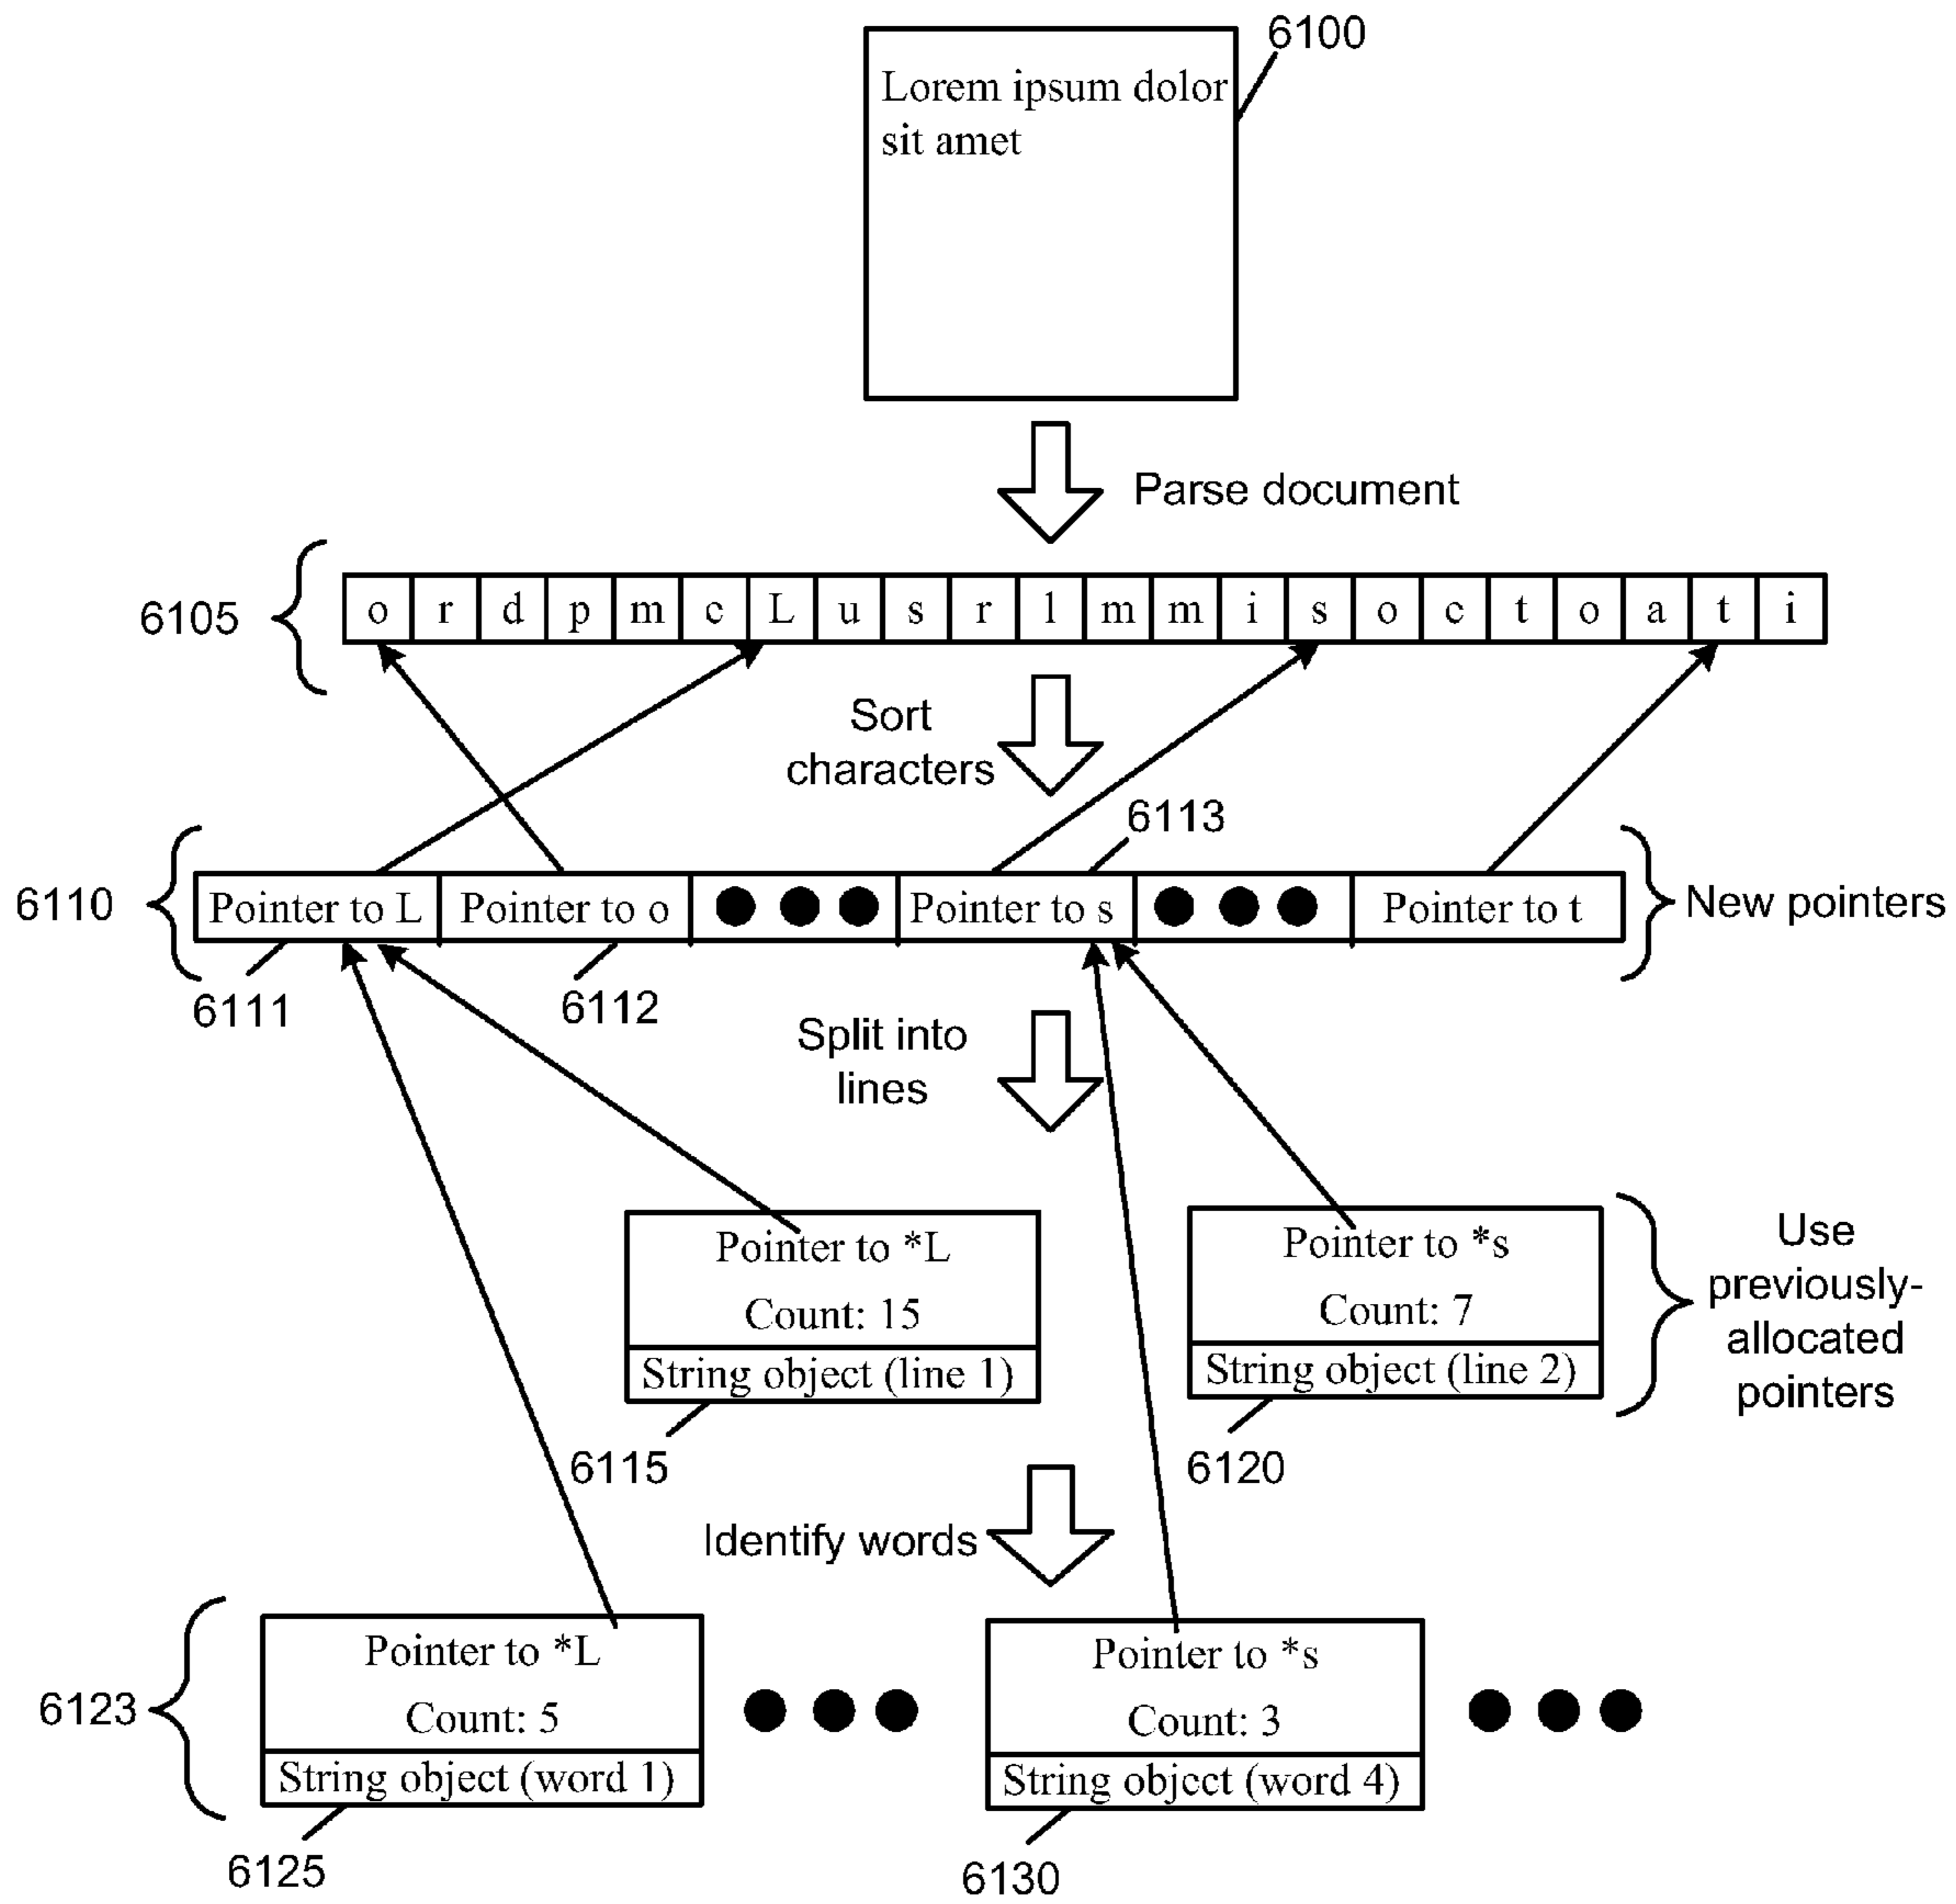 6100
Lorem ipsum dolor
sit amet
Parse document
6105
o r d p m c L u s r l m m i s o c t o a t i
Sort
characters
6113
6110
Pointer to L Pointer to o Pointer to s Pointer to t
New pointers
6111
6112
Split into
lines
Pointer to *L
Count: 15
String object (line 1)
6115
Pointer to *s
Count: 7
String object (line 2)
6120
Use
previously-
allocated
pointers
Identify words
6123
Pointer to *L
Count: 5
String object (word 1)
6125
Pointer to *s
Count: 3
String object (word 4)
6130